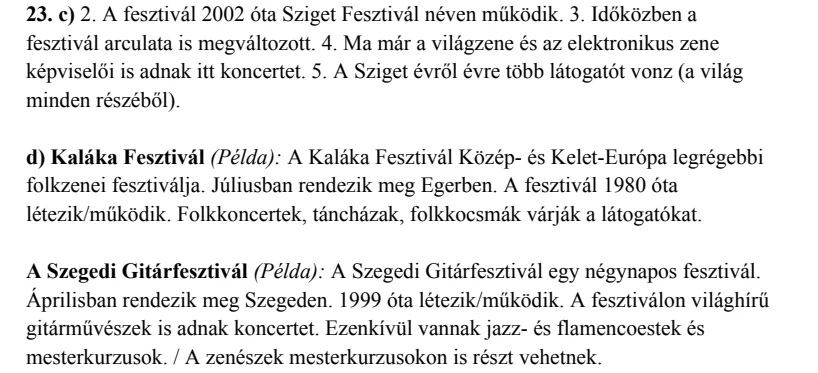 23. c) 2. A fesztivál 2002 óta Sziget Fesztivál néven működik. 3. Időközben a
fesztivál arculata is megváltozott. 4. Ma már a világzene és az elektronikus zene
képviselői is adnak itt koncertet. 5. A Sziget évről évre több látogatót vonz (a világ
minden részéből).
d) Kaláka Fesztivál (Példa): A Kaláka Fesztivál Közép- és Kelet-Európa legrégebbi
folkzenei fesztiválja. Júliusban rendezik meg Egerben. A fesztivál 1980 óta
létezik/működik. Folkkoncertek, táncházak, folkkocsmák várják a látogatókat.
A Szegedi Gitárfesztivál (Példa): A Szegedi Gitárfesztivál egy négynapos fesztivál.
Áprilisban rendezik meg Szegeden. 1999 óta létezik/működik. A fesztiválon világhírű
gitárművészek is adnak koncertet. Ezenkívül vannak jazz- és flamencoestek és
mesterkurzusok. / A zenészek mesterkurzusokon is részt vehetnek.